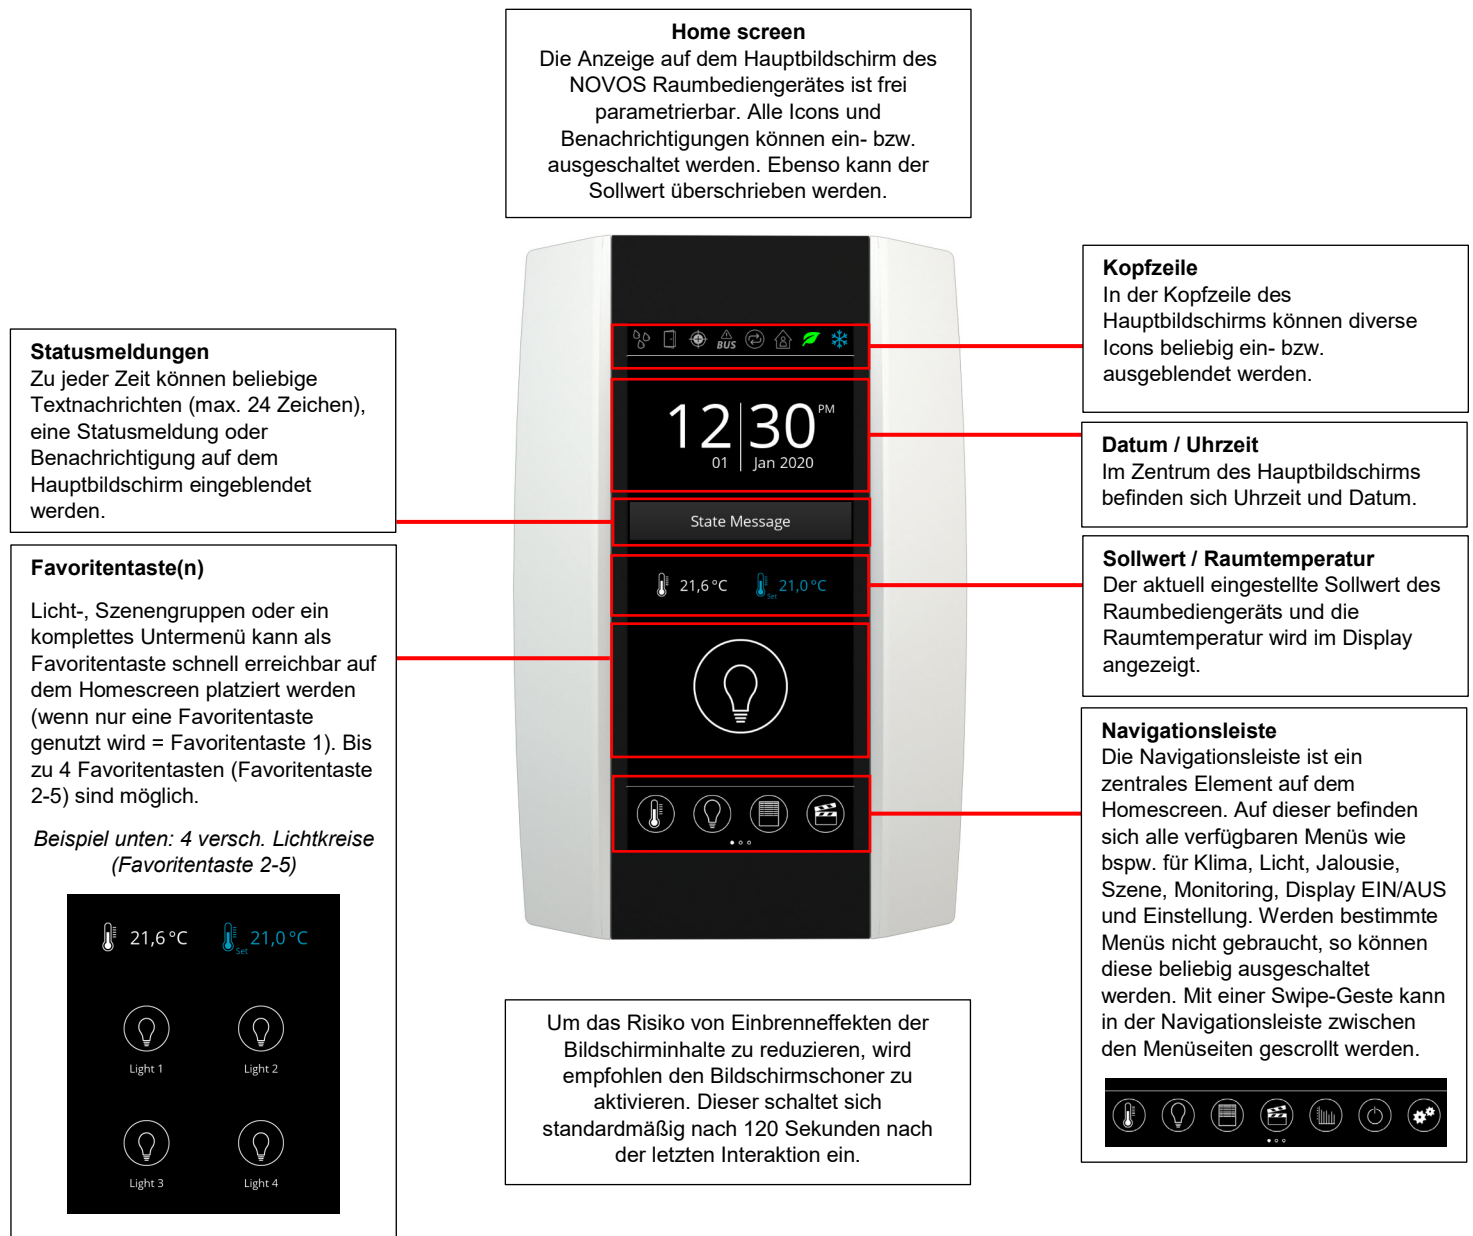 Home screen
Die Anzeige auf dem Hauptbildschirm des
NOVOS Raumbediengerätes ist frei
parametrierbar. Alle Icons und
Benachrichtigungen können ein- bzw.
ausgeschaltet werden. Ebenso kann der
Sollwert überschrieben werden.
Statusmeldungen
Zu jeder Zeit können beliebige
Textnachrichten (max. 24 Zeichen),
eine Statusmeldung oder
Benachrichtigung auf dem
Hauptbildschirm eingeblendet
werden.
Favoritentaste(n)
Licht-, Szenengruppen oder ein
komplettes Untermenü kann als
Favoritentaste schnell erreichbar auf
dem Homescreen platziert werden
(wenn nur eine Favoritentaste
genutzt wird = Favoritentaste 1). Bis
zu 4 Favoritentasten (Favoritentaste
2-5) sind möglich.
Beispiel unten: 4 versch. Lichtkreise
(Favoritentaste 2-5)
21,6 °C
Set 21,0 °C
Light 1
Light 2
Light 3
Light 4
BUS
12 30 PM
01 Jan 2020
State Message
21,6 °C
Set 21,0 °C
Um das Risiko von Einbrenneffekten der
Bildschirminhalte zu reduzieren, wird
empfohlen den Bildschirmschoner zu
aktivieren. Dieser schaltet sich
standardmäßig nach 120 Sekunden nach
der letzten Interaktion ein.
Kopfzeile
In der Kopfzeile des
Hauptbildschirms können diverse
Icons beliebig ein- bzw.
ausgeblendet werden.
Datum / Uhrzeit
Im Zentrum des Hauptbildschirms
befinden sich Uhrzeit und Datum.
Sollwert / Raumtemperatur
Der aktuell eingestellte Sollwert des
Raumbediengeräts und die
Raumtemperatur wird im Display
angezeigt.
Navigationsleiste
Die Navigationsleiste ist ein
zentrales Element auf dem
Homescreen. Auf dieser befinden
sich alle verfügbaren Menüs wie
bspw. für Klima, Licht, Jalousie,
Szene, Monitoring, Display EIN/AUS
und Einstellung. Werden bestimmte
Menüs nicht gebraucht, so können
diese beliebig ausgeschaltet
werden. Mit einer Swipe-Geste kann
in der Navigationsleiste zwischen
den Menüseiten gescrollt werden.